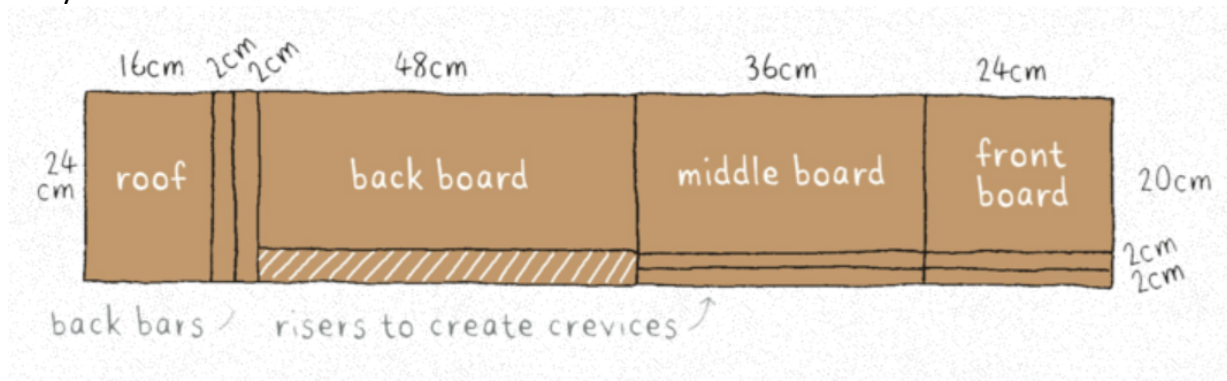 16cm 2cm 2cm 48cm 36cm 24cm
24
cm
roof
back board
middle board
front
board
20cm
2cm
2cm
back bars
risers to create crevices